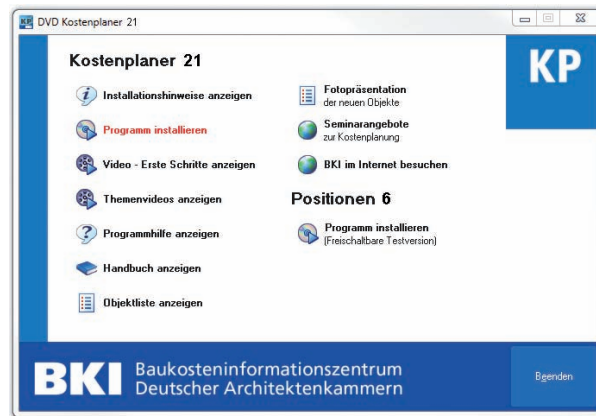 DVD Kostenplaner 21
KP
Kostenplaner 21
Installationshinweise anzeigen
Programm installieren
Video - Erste Schritte anzeigen
Themenvideos anzeigen
Programmhilfe anzeigen
Handbuch anzeigen
Objektliste anzeigen
Fotopräsentation
der neuen Objekte
Seminarangebote
zur Kostenplanung
BKI im Internet besuchen
Positionen 6
Programm installieren
(Freischaltbare Testversion)
BKI Baukosteninformationszentrum
Deutscher Architektenkammern
Beenden